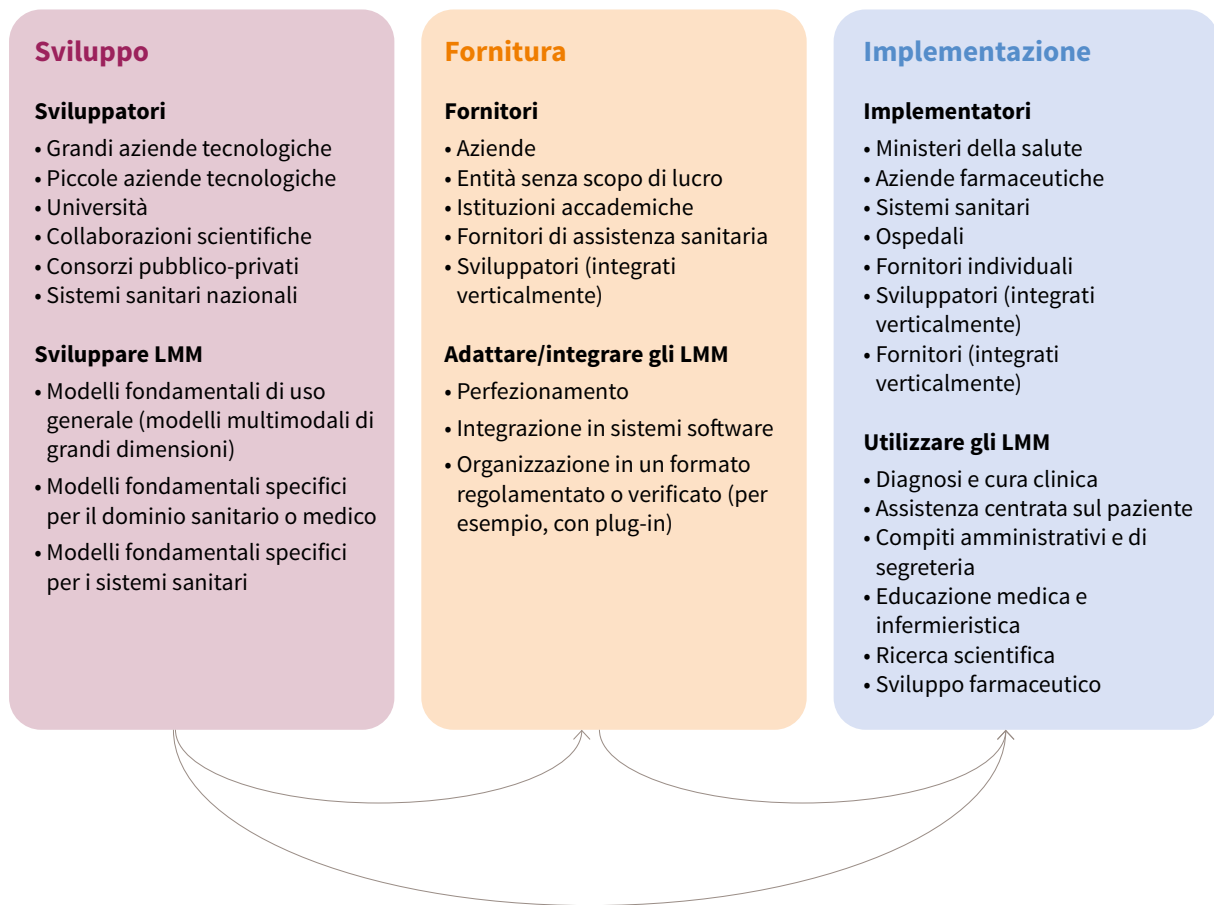 Sviluppo
Sviluppatori
• Grandi aziende tecnologiche
• Piccole aziende tecnologiche
• Università
• Collaborazioni scientifiche
• Consorzi pubblico-privati
• Sistemi sanitari nazionali
Sviluppare LMM
• Modelli fondamentali di uso
generale (modelli multimodali di
grandi dimensioni)
• Modelli fondamentali specifici
per il dominio sanitario o medico
• Modelli fondamentali specifici
per i sistemi sanitari
Fornitura
Fornitori
• Aziende
• Entità senza scopo di lucro
• Istituzioni accademiche
• Fornitori di assistenza sanitaria
• Sviluppatori (integrati
verticalmente)
Adattare/integrare gli LMM
• Perfezionamento
• Integrazione in sistemi software
• Organizzazione in un formato
regolamentato o verificato (per
esempio, con plug-in)
Implementazione
Implementatori
• Ministeri della salute
• Aziende farmaceutiche
• Sistemi sanitari
• Ospedali
• Fornitori individuali
• Sviluppatori (integrati
verticalmente)
• Fornitori (integrati
verticalmente)
Utilizzare gli LMM
• Diagnosi e cura clinica
• Assistenza centrata sul paziente
• Compiti amministrativi e di
segreteria
• Educazione medica e
infermieristica
• Ricerca scientifica
• Sviluppo farmaceutico